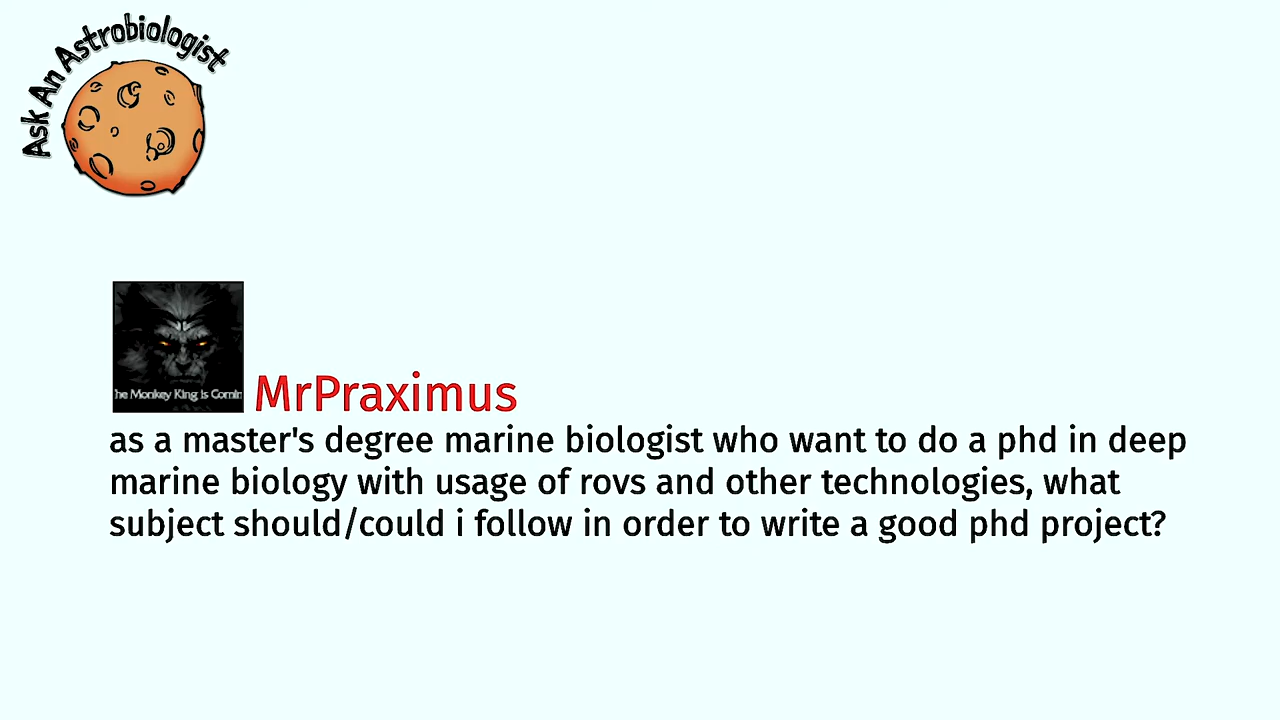 Ask An Astrobiologist
he Monkey King is Comin
MrPraximus
as a master's degree marine biologist who want to do a phd in deep
marine biology with usage of rovs and other technologies, what
subject should/could i follow in order to write a good phd project?